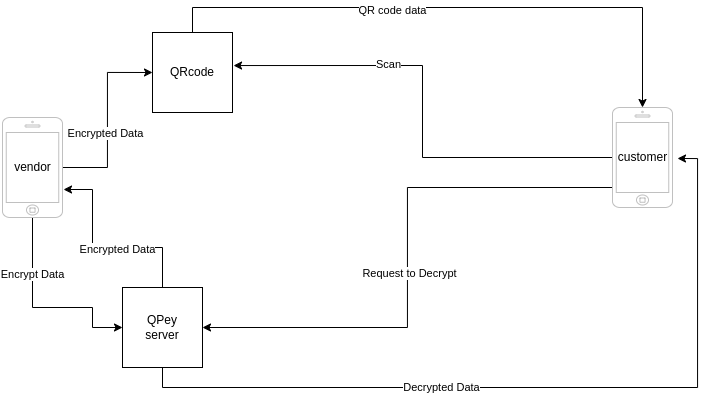 QR code data
QRcode
Scan
Encrypted Data
vendor
customer
Encrypted Data
Encrypt Data
Request to Decrypt
QPey
server
Decrypted Data